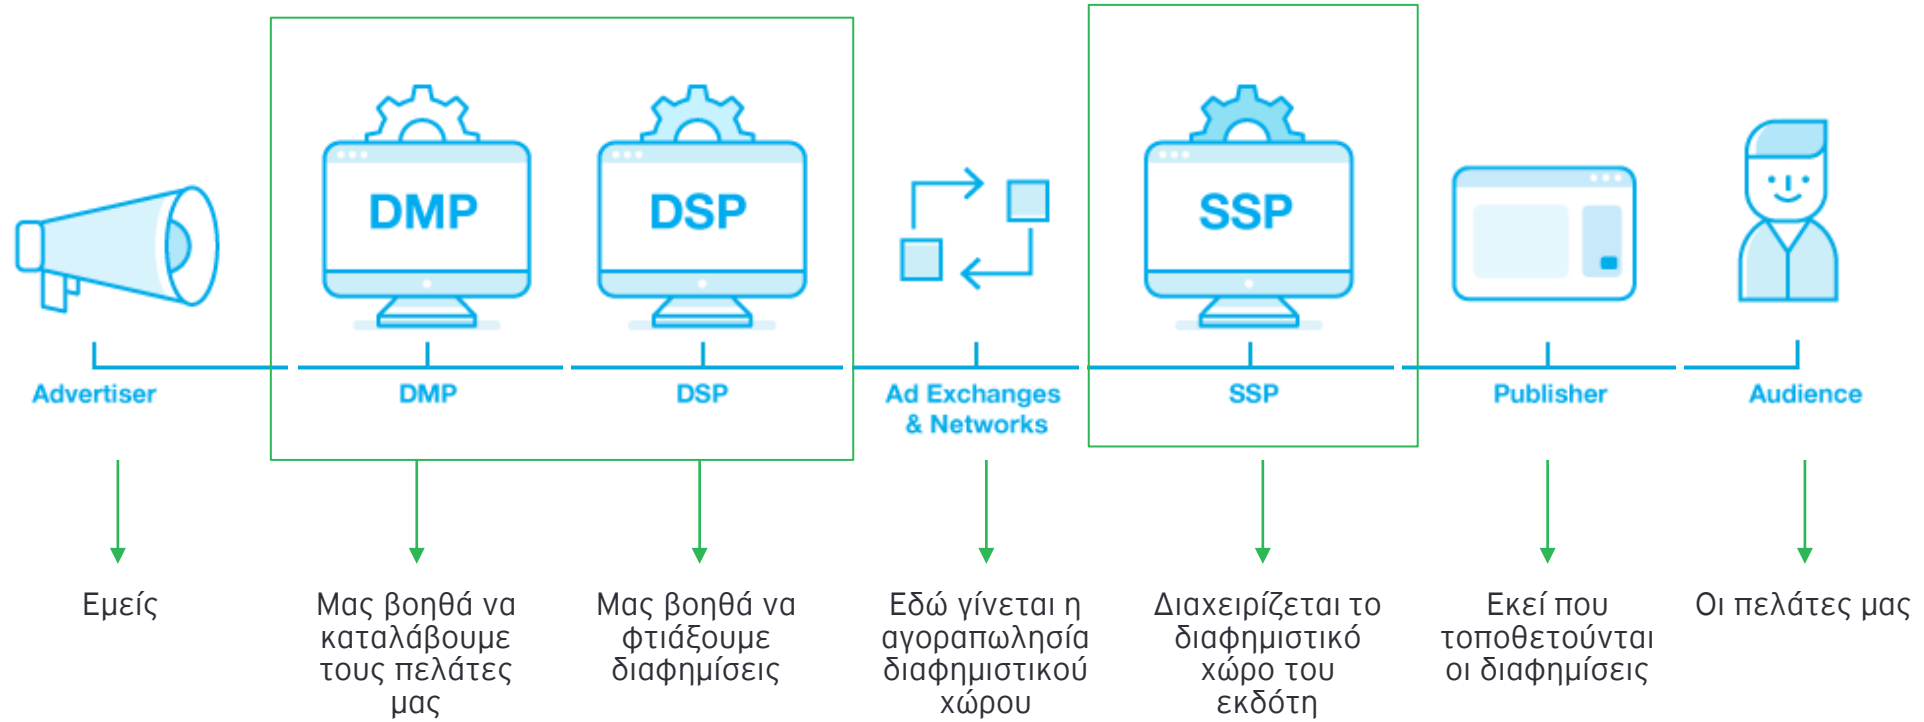 DMP
DSP
SSP
Advertiser
DMP
DSP
Ad Exchanges
& Networks
SSP
Publisher
Audience
Εμείς
Μας βοηθά να
καταλάβουμε
τους πελάτες
μας
Μας βοηθά να
φτιάξουμε
διαφημίσεις
Εδώ γίνεται η
αγοραπωλησία
διαφημιστικού
χώρου
Διαχειρίζεται το
διαφημιστικό
χώρο του
εκδότη
Εκεί που
τοποθετούνται
οι διαφημίσεις
Οι πελάτες μας